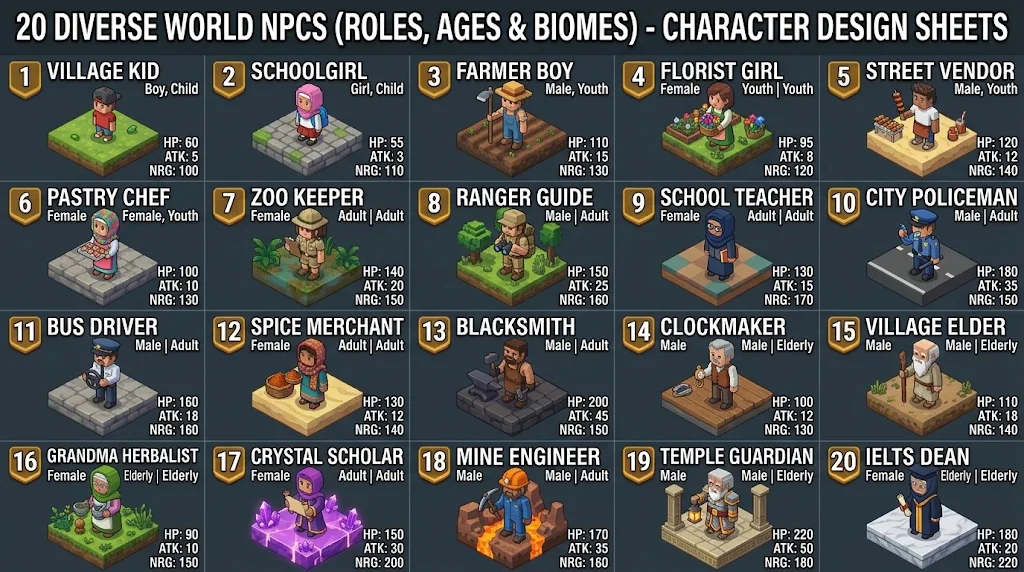 20 DIVERSE WORLD NPCS (ROLES, AGES & BIOMES) - CHARACTER DESIGN SHEETS
1 VILLAGE KID
Boy, Child
HP: 60
ATK: 5
NRG: 100
2 SCHOOLGIRL
Girl, Child
HP: 55
ATK: 3
NRG: 110
3 FARMER BOY
Male, Youth
HP: 110
ATK: 15
NRG: 130
4 FLORIST GIRL
Female Youth | Youth
HP: 95
ATK: 8
NRG: 120
5 STREET VENDOR
Male, Youth
HP: 120
ATK: 12
NRG: 140
6 PASTRY CHEF
Female Female, Youth
HP: 100
ATK: 10
NRG: 130
7 ZOO KEEPER
Female Adult | Adult
HP: 140
ATK: 20
NRG: 150
8 RANGER GUIDE
Male | Adult
HP: 150
ATK: 25
NRG: 160
9 SCHOOL TEACHER
Female Adult | Adult
HP: 130
ATK: 15
NRG: 170
10 CITY POLICEMAN
Male | Adult
HP: 180
ATK: 35
NRG: 150
11 BUS DRIVER
Male | Adult
HP: 160
ATK: 18
NRG: 160
12 SPICE MERCHANT
Female Adult | Adult
HP: 130
ATK: 12
NRG: 140
13 BLACKSMITH
Male | Adult
HP: 200
ATK: 45
NRG: 150
14 CLOCKMAKER
Male Male | Elderly
HP: 100
ATK: 12
NRG: 130
15 VILLAGE ELDER
Male Male | Elderly
HP: 110
ATK: 18
NRG: 140
16 GRANDMA HERBALIST
Female Elderly | Elderly
HP: 90
ATK: 10
NRG: 150
17 CRYSTAL SCHOLAR
Female Adult | Adult
HP: 150
ATK: 30
NRG: 200
18 MINE ENGINEER
Male Male | Adult
HP: 170
ATK: 35
NRG: 160
19 TEMPLE GUARDIAN
Male Male | Elderly
HP: 220
ATK: 50
NRG: 180
20 IELTS DEAN
Female Elderly | Elderly
HP: 180
ATK: 20
NRG: 220